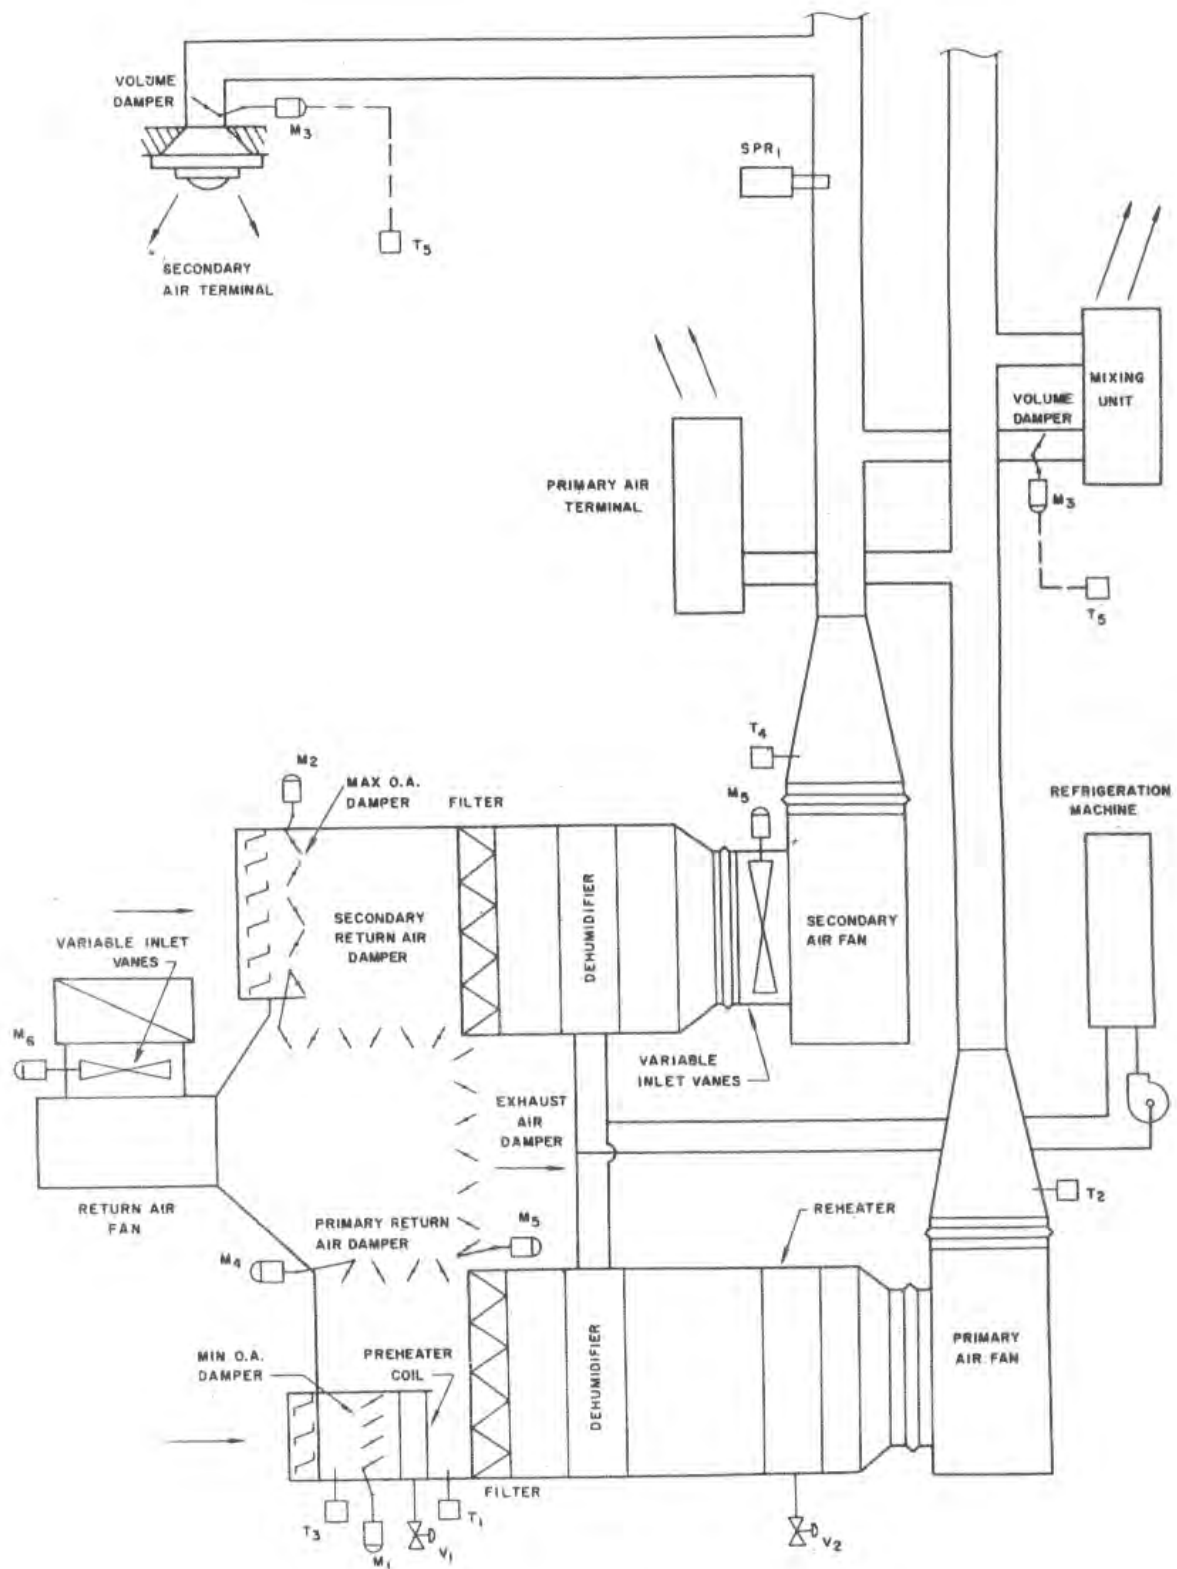 VOLUME
DAMPER
M3
SPR1
T5
SECONDARY
AIR TERMINAL
MIXING
UNIT
VOLUME
DAMPER
PRIMARY AIR
TERMINAL
M3
T5
T4
M2
MAX O.A.
DAMPER
FILTER
M5
REFRIGERATION
MACHINE
DEHUMIDIFIER
SECONDARY
RETURN AIR
DAMPER
SECONDARY
AIR FAN
VARIABLE INLET
VANES
M6
VARIABLE
INLET VANES
EXHAUST
AIR
DAMPER
T2
RETURN AIR
FAN
PRIMARY RETURN
AIR DAMPER
M5
REHEATER
M4
MIN O.A.
DAMPER
PREHEATER
COIL
DEHUMIDIFIER
PRIMARY
AIR FAN
FILTER
T3
T1
M1
V1
V2